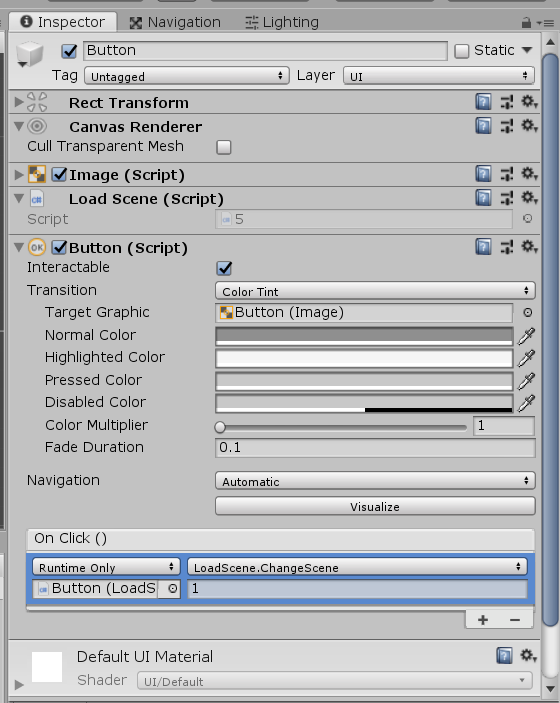 Inspector Navigation Lighting
Button Static
Tag Untagged Layer UI
Rect Transform
Canvas Renderer
Cull Transparent Mesh
Image (Script)
c# Load Scene (Script)
Script c# 5
OK Button (Script)
Interactable
Transition Color Tint
Target Graphic Button (Image)
Normal Color
Highlighted Color
Pressed Color
Disabled Color
Color Multiplier 1
Fade Duration 0.1
Navigation Automatic
Visualize
On Click ()
Runtime Only LoadScene.ChangeScene
Button (LoadS 1
Default UI Material
Shader UI/Default